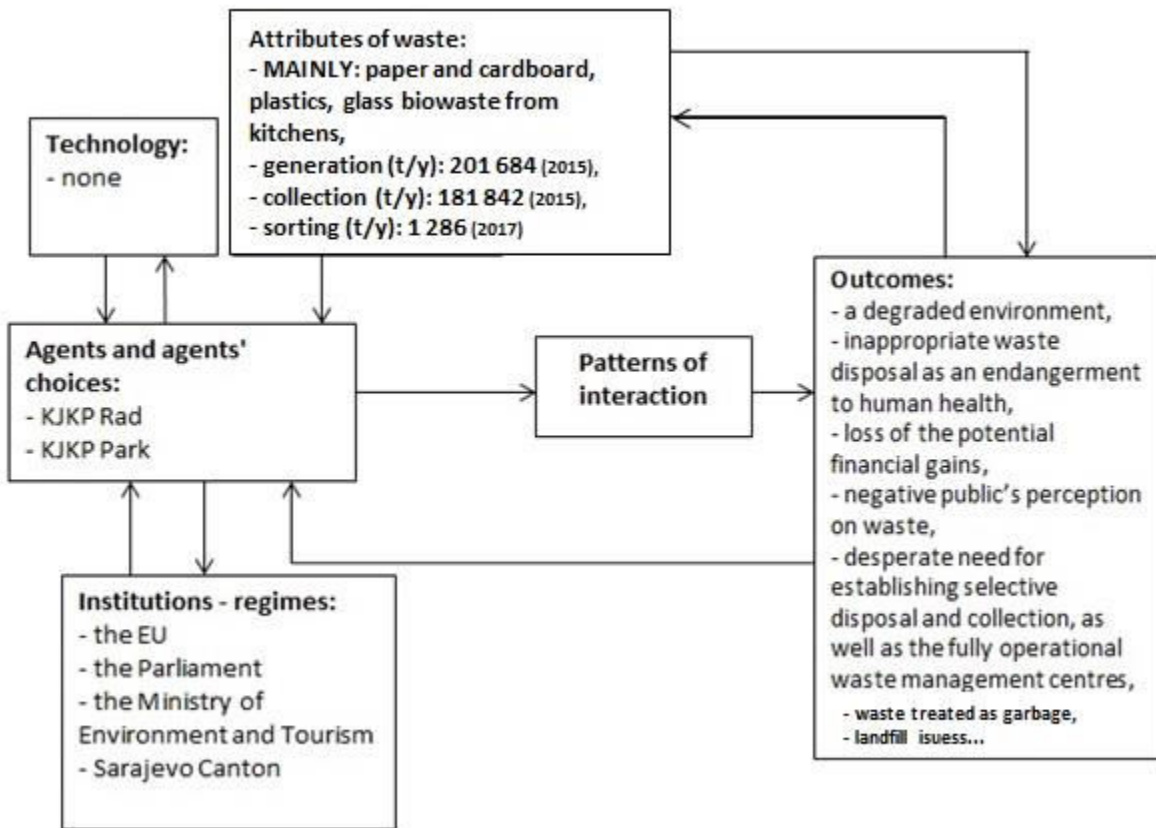 Attributes of waste:
- MAINLY: paper and cardboard,
plastics, glass biowaste from
kitchens,
- generation (t/y): 201 684 (2015),
- collection (t/y): 181 842 (2015),
- sorting (t/y): 1 286 (2017)
Technology:
- none
Agents and agents'
choices:
- KJKP Rad
- KJKP Park
Patterns of
interaction
Outcomes:
- a degraded environment,
- inappropriate waste
disposal as an endangerment
to human health,
- loss of the potential
financial gains,
- negative public's perception
on waste,
- desperate need for
establishing selective
disposal and collection, as
well as the fully operational
waste management centres,
- waste treated as garbage,
- landfill isuess...
Institutions - regimes:
- the EU
- the Parliament
- the Ministry of
Environment and Tourism
- Sarajevo Canton